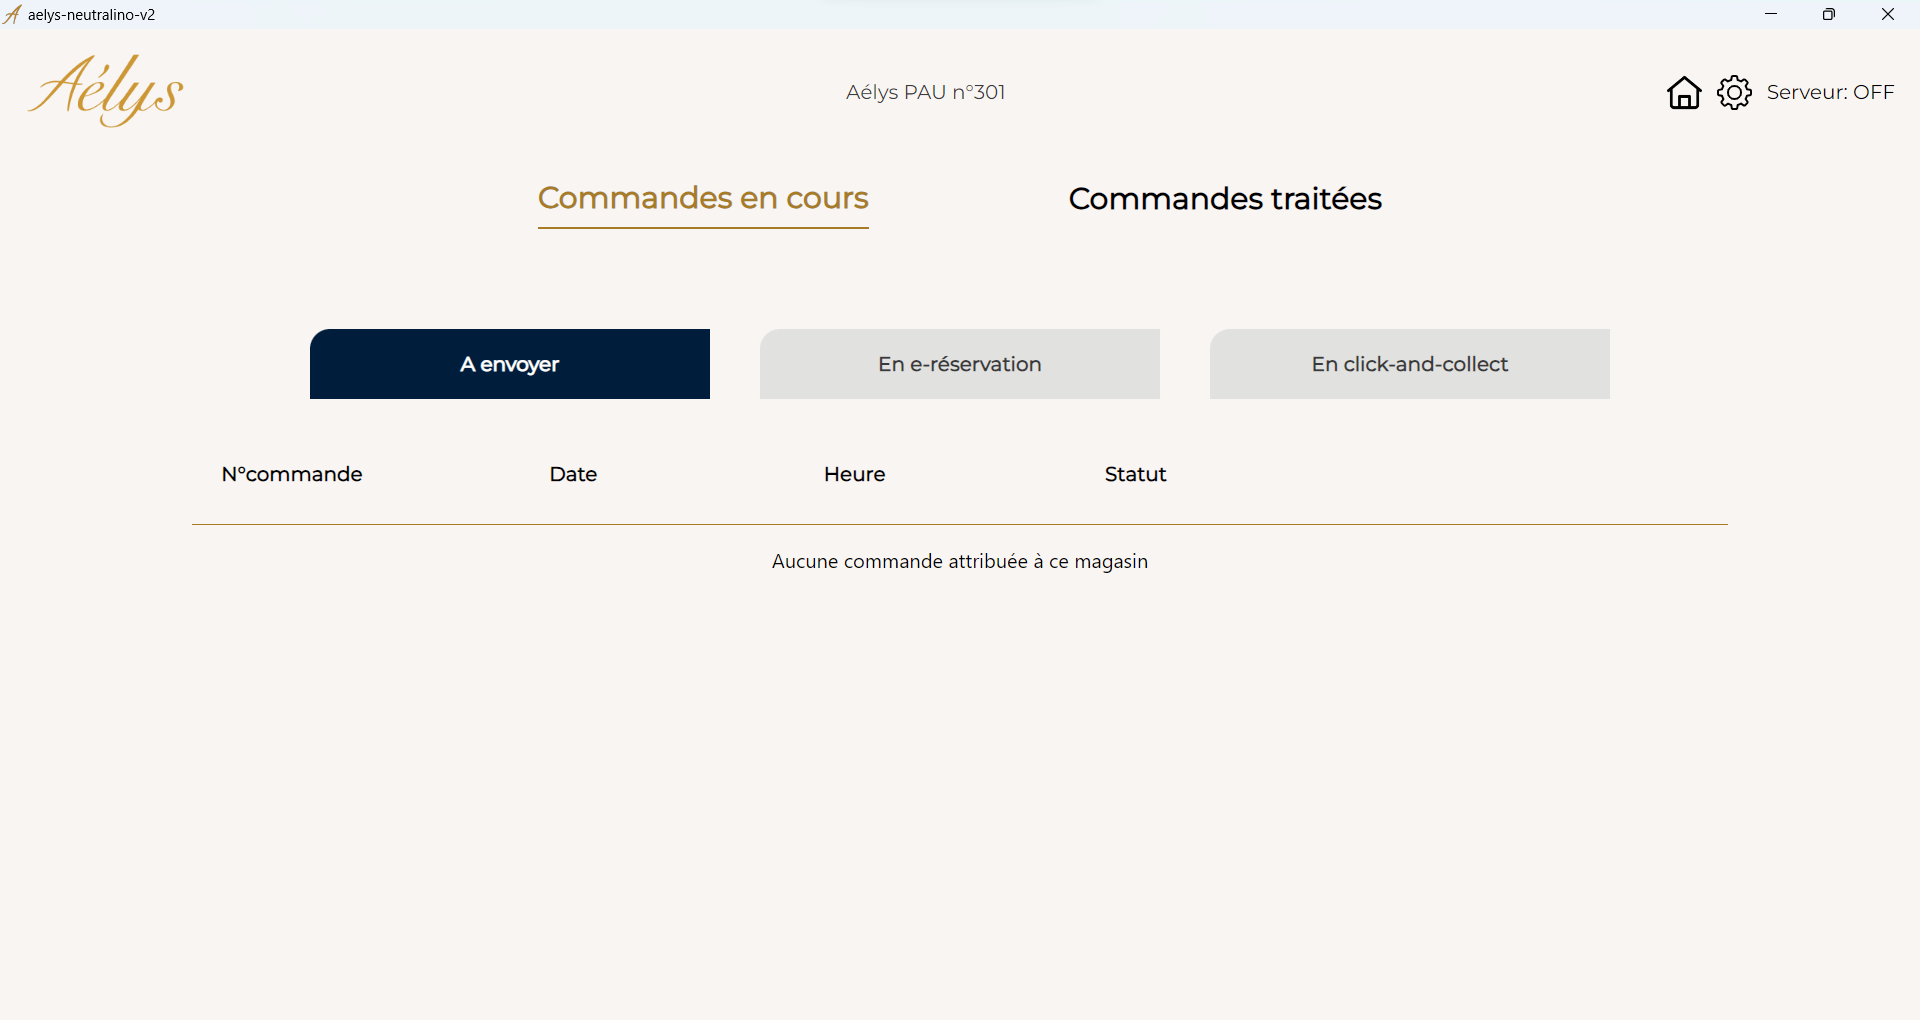 aelys-neutralino-v2
Aélys
Aélys PAU n°301
Serveur: OFF
Commandes en cours
Commandes traitées
A envoyer
En e-réservation
En click-and-collect
N°commande
Date
Heure
Statut
Aucune commande attribuée à ce magasin